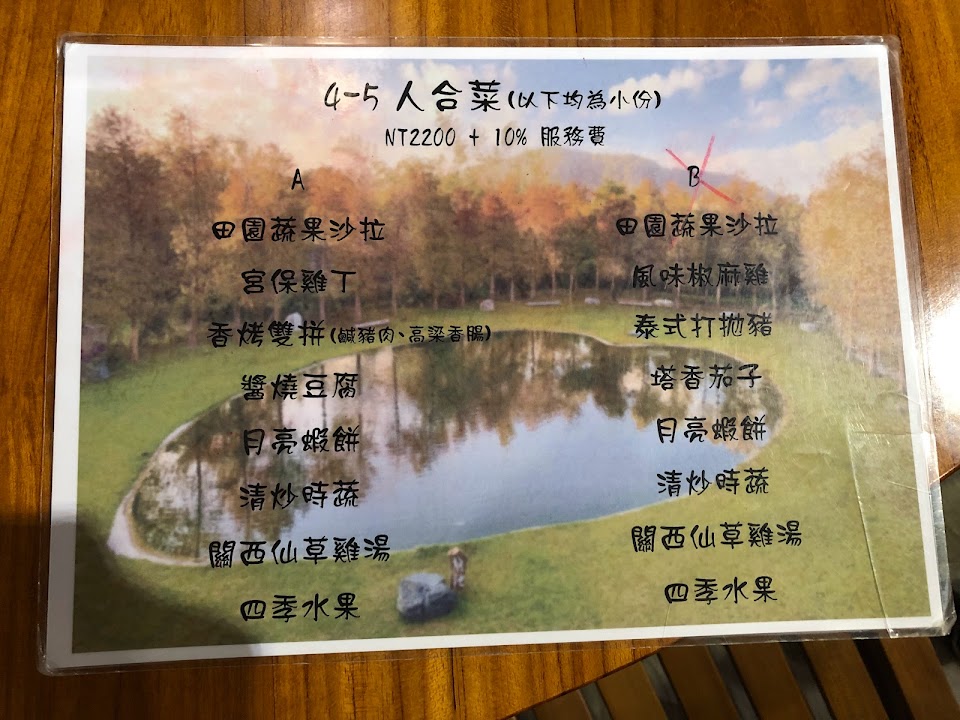 4-5 人合菜(以下均為小份)
NT2200 + 10% 服務費
A
田園蔬果沙拉
宮保雞丁
香烤雙拼(鹹豬肉、高粱香腸)
醬燒豆腐
月亮蝦餅
清炒時蔬
關西仙草雞湯
四季水果
B
田園蔬果沙拉
風味椒麻雞
泰式打拋豬
塔香茄子
月亮蝦餅
清炒時蔬
關西仙草雞湯
四季水果